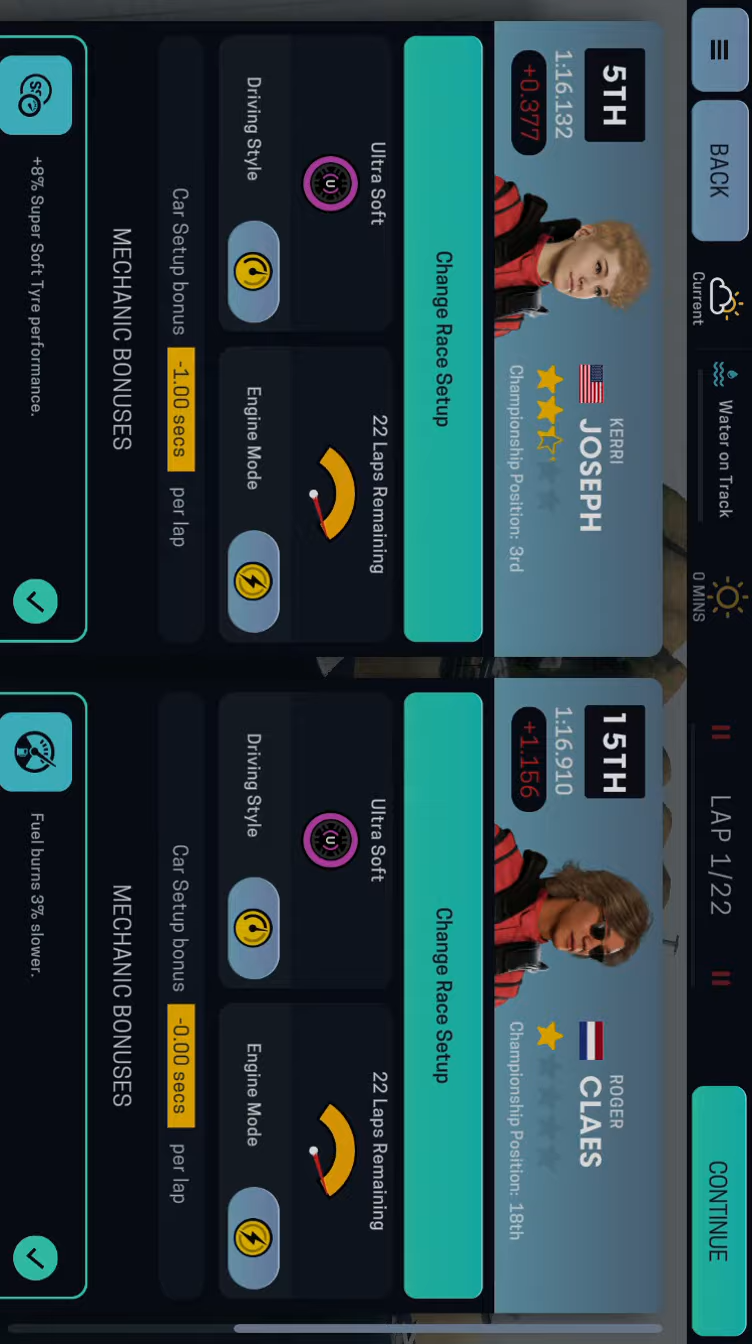 BACK
Current
Water on Track
0 MINS
LAP 1/22
CONTINUE
5TH
1:16.132
+0.377
KERRI
JOSEPH
Championship Position: 3rd
Change Race Setup
Ultra Soft
U
Driving Style
22 Laps Remaining
Engine Mode
Car Setup bonus -1.00 secs per lap
MECHANIC BONUSES
+8% Super Soft Tyre performance.
15TH
1:16.910
+1.156
ROGER
CLAES
Championship Position: 18th
Change Race Setup
Ultra Soft
U
Driving Style
22 Laps Remaining
Engine Mode
Car Setup bonus -0.00 secs per lap
MECHANIC BONUSES
Fuel burns 3% slower.